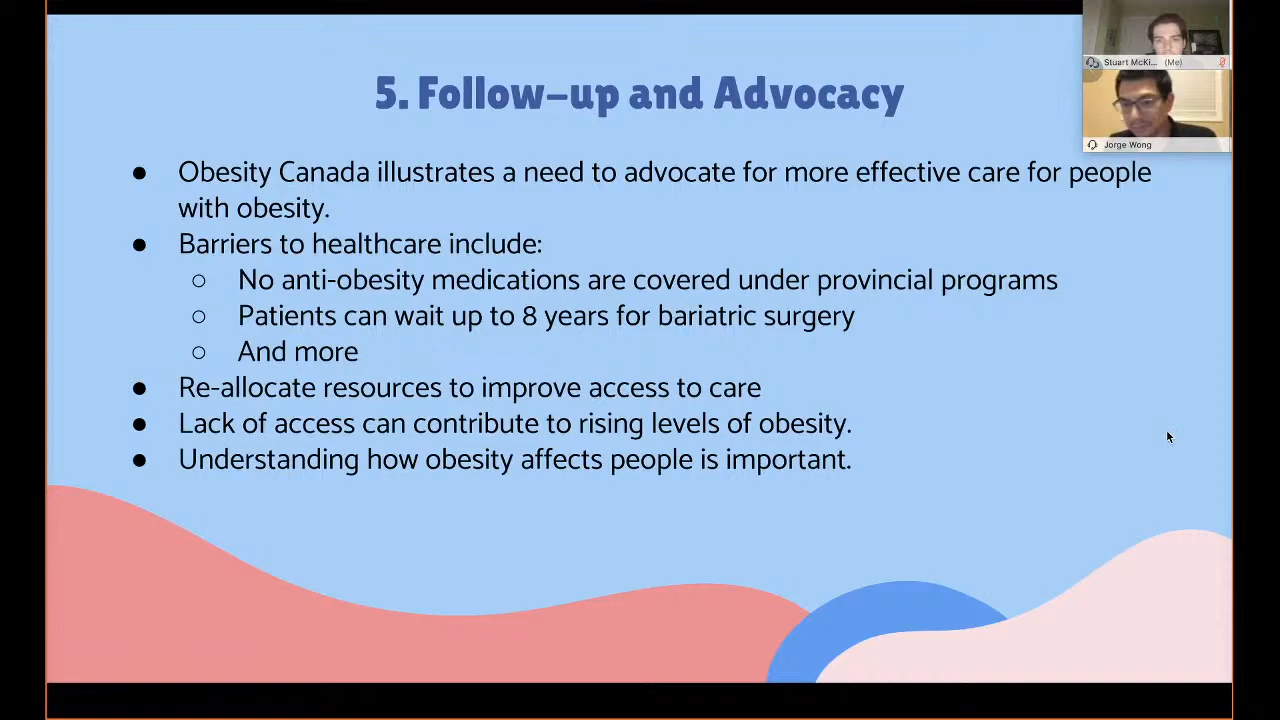 5. Follow-up and Advocacy
Stuart McKi... (Me)
Jorge Wong
● Obesity Canada illustrates a need to advocate for more effective care for people
with obesity.
● Barriers to healthcare include:
○ No anti-obesity medications are covered under provincial programs
○ Patients can wait up to 8 years for bariatric surgery
○ And more
● Re-allocate resources to improve access to care
● Lack of access can contribute to rising levels of obesity.
● Understanding how obesity affects people is important.